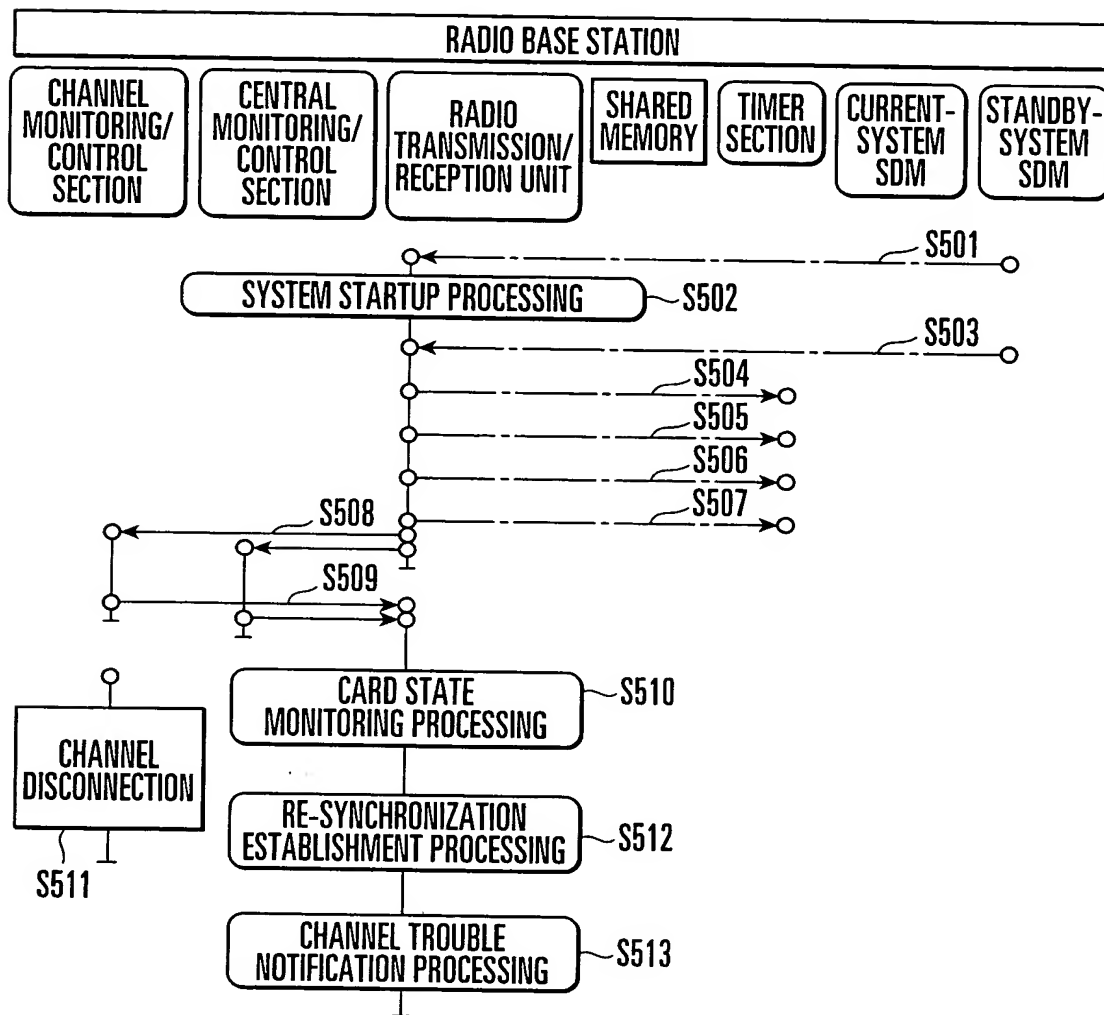 RADIO BASE STATION
CHANNEL
MONITORING/
CONTROL
SECTION
CENTRAL
MONITORING/
CONTROL
SECTION
RADIO
TRANSMISSION/
RECEPTION UNIT
SHARED
MEMORY
TIMER
SECTION
CURRENT-
SYSTEM
SDM
STANDBY-
SYSTEM
SDM
S501
SYSTEM STARTUP PROCESSING
S502
S503
S504
S505
S506
S507
S508
S509
CARD STATE
MONITORING PROCESSING
S510
CHANNEL
DISCONNECTION
S511
RE-SYNCHRONIZATION
ESTABLISHMENT PROCESSING
S512
CHANNEL TROUBLE
NOTIFICATION PROCESSING
S513